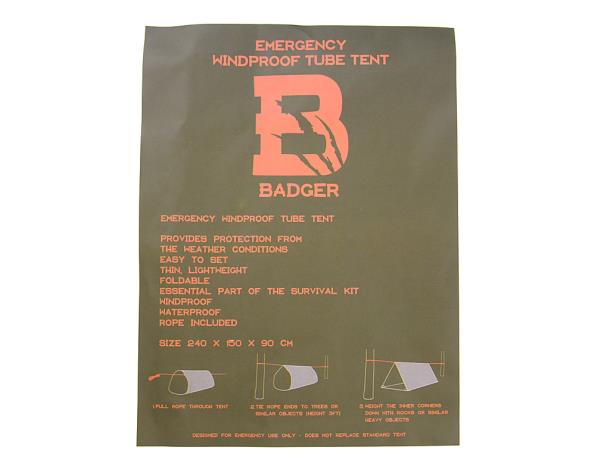 EMERGENCY
WINDPROOF TUBE TENT
B
BADGER
EMERGENCY WINDPROOF TUBE TENT
PROVIDES PROTECTION FROM
THE WEATHER CONDITIONS
EASY TO SET
THIN, LIGHTWEIGHT
FOLDABLE
ESSENTIAL PART OF THE SURVIVAL KIT
WINDPROOF
WATERPROOF
ROPE INCLUDED
SIZE 240 X 150 X 90 CM
1.PULL ROPE THROUGH TENT
2.TIE ROPE ENDS TO TREES OR
SIMILAR OBJECTS (HEIGHT 3FT)
3.WEIGHT THE INNER CORNERS
DOWN WITH ROCKS OR SIMILAR
HEAVY OBJECTS
DESIGNED FOR EMERGENCY USE ONLY - DOES NOT REPLACE STANDARD TENT